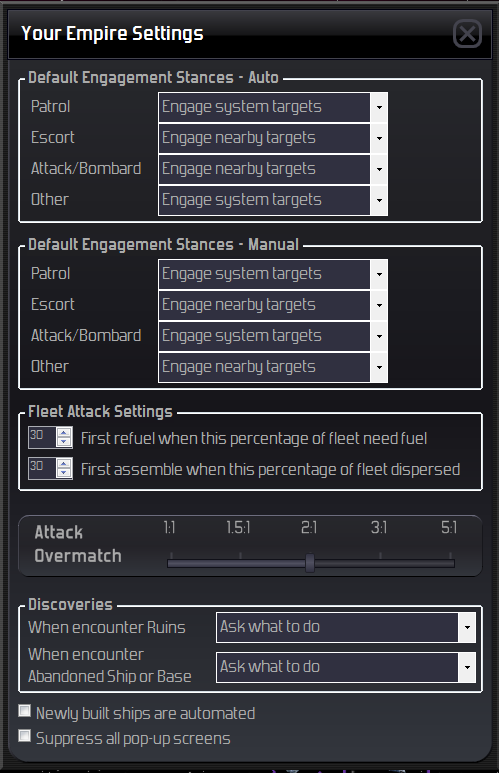 Your Empire Settings
Default Engagement Stances - Auto
Patrol Engage system targets
Escort Engage nearby targets
Attack/Bombard Engage nearby targets
Other Engage system targets
Default Engagement Stances - Manual
Patrol Engage system targets
Escort Engage nearby targets
Attack/Bombard Engage system targets
Other Engage nearby targets
Fleet Attack Settings
30 First refuel when this percentage of fleet need fuel
30 First assemble when this percentage of fleet dispersed
Attack Overmatch
1:1 1.5:1 2:1 3:1 5:1
Discoveries
When encounter Ruins Ask what to do
When encounter
Abandoned Ship or Base Ask what to do
Newly built ships are automated
Suppress all pop-up screens